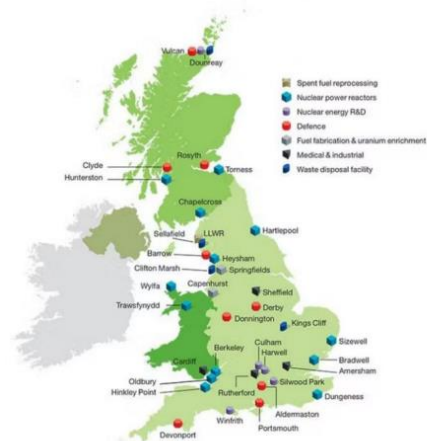 Vulcan
Dounreay
Spent fuel reprocessing
Nuclear power reactors
Nuclear energy R&D
Defence
Fuel fabrication & uranium enrichment
Medical & industrial
Waste disposal facility
Clyde
Rosyth
Hunterston
Torness
Chapelcross
Sellafield
LLWR
Hartlepool
Barrow
Heysham
Clifton Marsh
Springfields
Capenhurst
Wylfa
Sheffield
Trawsfynydd
Derby
Donnington
Kings Cliff
Culham
Sizewell
Berkeley
Harwell
Cardiff
Bradwell
Oldbury
Amersham
Silwood Park
Hinkley Point
Rutherford
Dungeness
Aldermaston
Winfrith
Portsmouth
Devonport